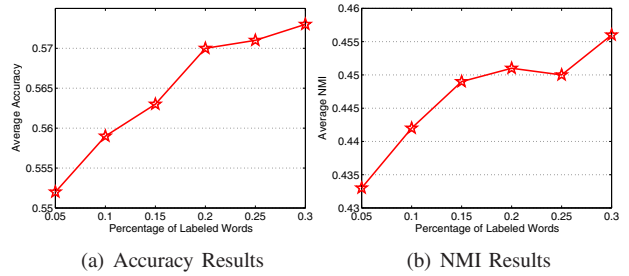 0.57
0.565
0.56
0.555
0.55
Average Accuracy
0.05 0.1 0.15 0.2 0.25 0.3
Percentage of Labeled Words
(a) Accuracy Results
0.46
0.455
0.45
0.445
0.44
0.435
0.43
Average NMI
0.05 0.1 0.15 0.2 0.25 0.3
Percentage of Labeled Words
(b) NMI Results